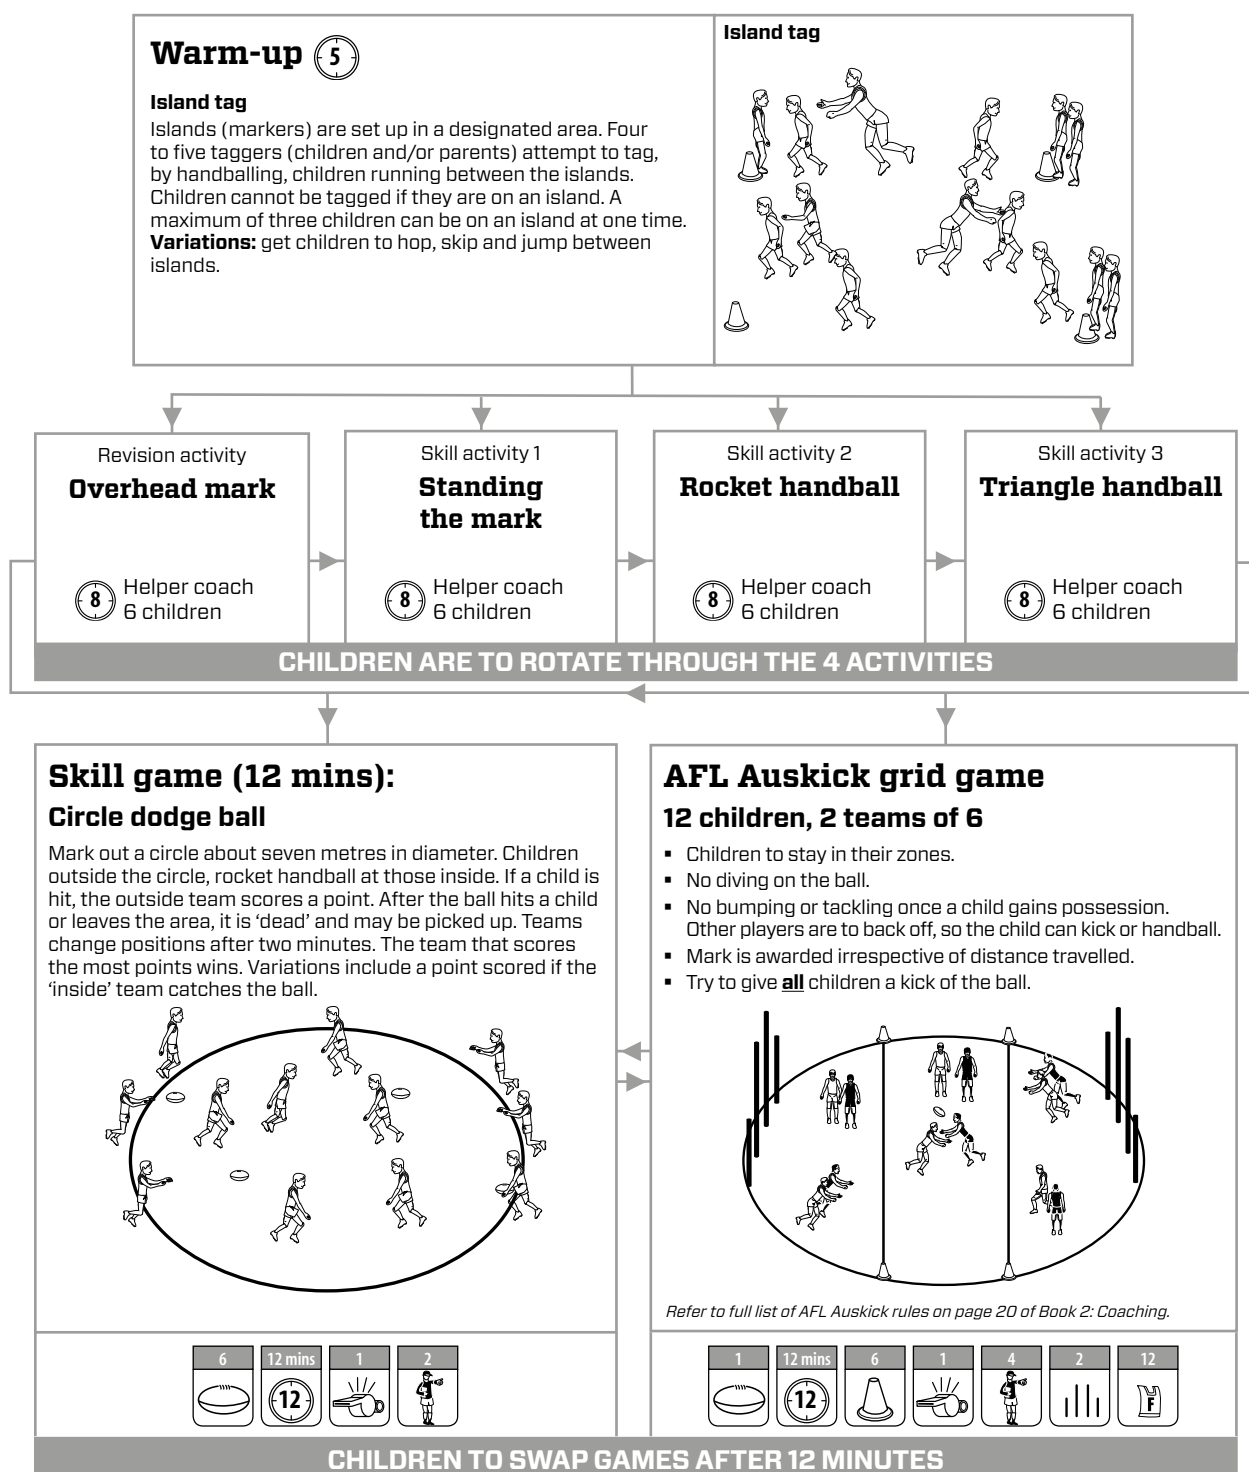 Warm-up 5
Island tag
Islands (markers) are set up in a designated area. Four
to five taggers (children and/or parents) attempt to tag,
by handballing, children running between the islands.
Children cannot be tagged if they are on an island. A
maximum of three children can be on an island at one time.
Variations: get children to hop, skip and jump between
islands.
Island tag
Revision activity
Overhead mark
8 Helper coach
6 children
Skill activity 1
Standing
the mark
8 Helper coach
6 children
Skill activity 2
Rocket handball
8 Helper coach
6 children
Skill activity 3
Triangle handball
8 Helper coach
6 children
CHILDREN ARE TO ROTATE THROUGH THE 4 ACTIVITIES
Skill game (12 mins):
Circle dodge ball
Mark out a circle about seven metres in diameter. Children
outside the circle, rocket handball at those inside. If a child is
hit, the outside team scores a point. After the ball hits a child
or leaves the area, it is ‘dead’ and may be picked up. Teams
change positions after two minutes. The team that scores
the most points wins. Variations include a point scored if the
‘inside’ team catches the ball.
6 12 mins 1 2
12
AFL Auskick grid game
12 children, 2 teams of 6
▪ Children to stay in their zones.
▪ No diving on the ball.
▪ No bumping or tackling once a child gains possession.
Other players are to back off, so the child can kick or handball.
▪ Mark is awarded irrespective of distance travelled.
▪ Try to give all children a kick of the ball.
Refer to full list of AFL Auskick rules on page 20 of Book 2: Coaching.
1 12 mins 6 1 4 2 12
12 F
CHILDREN TO SWAP GAMES AFTER 12 MINUTES